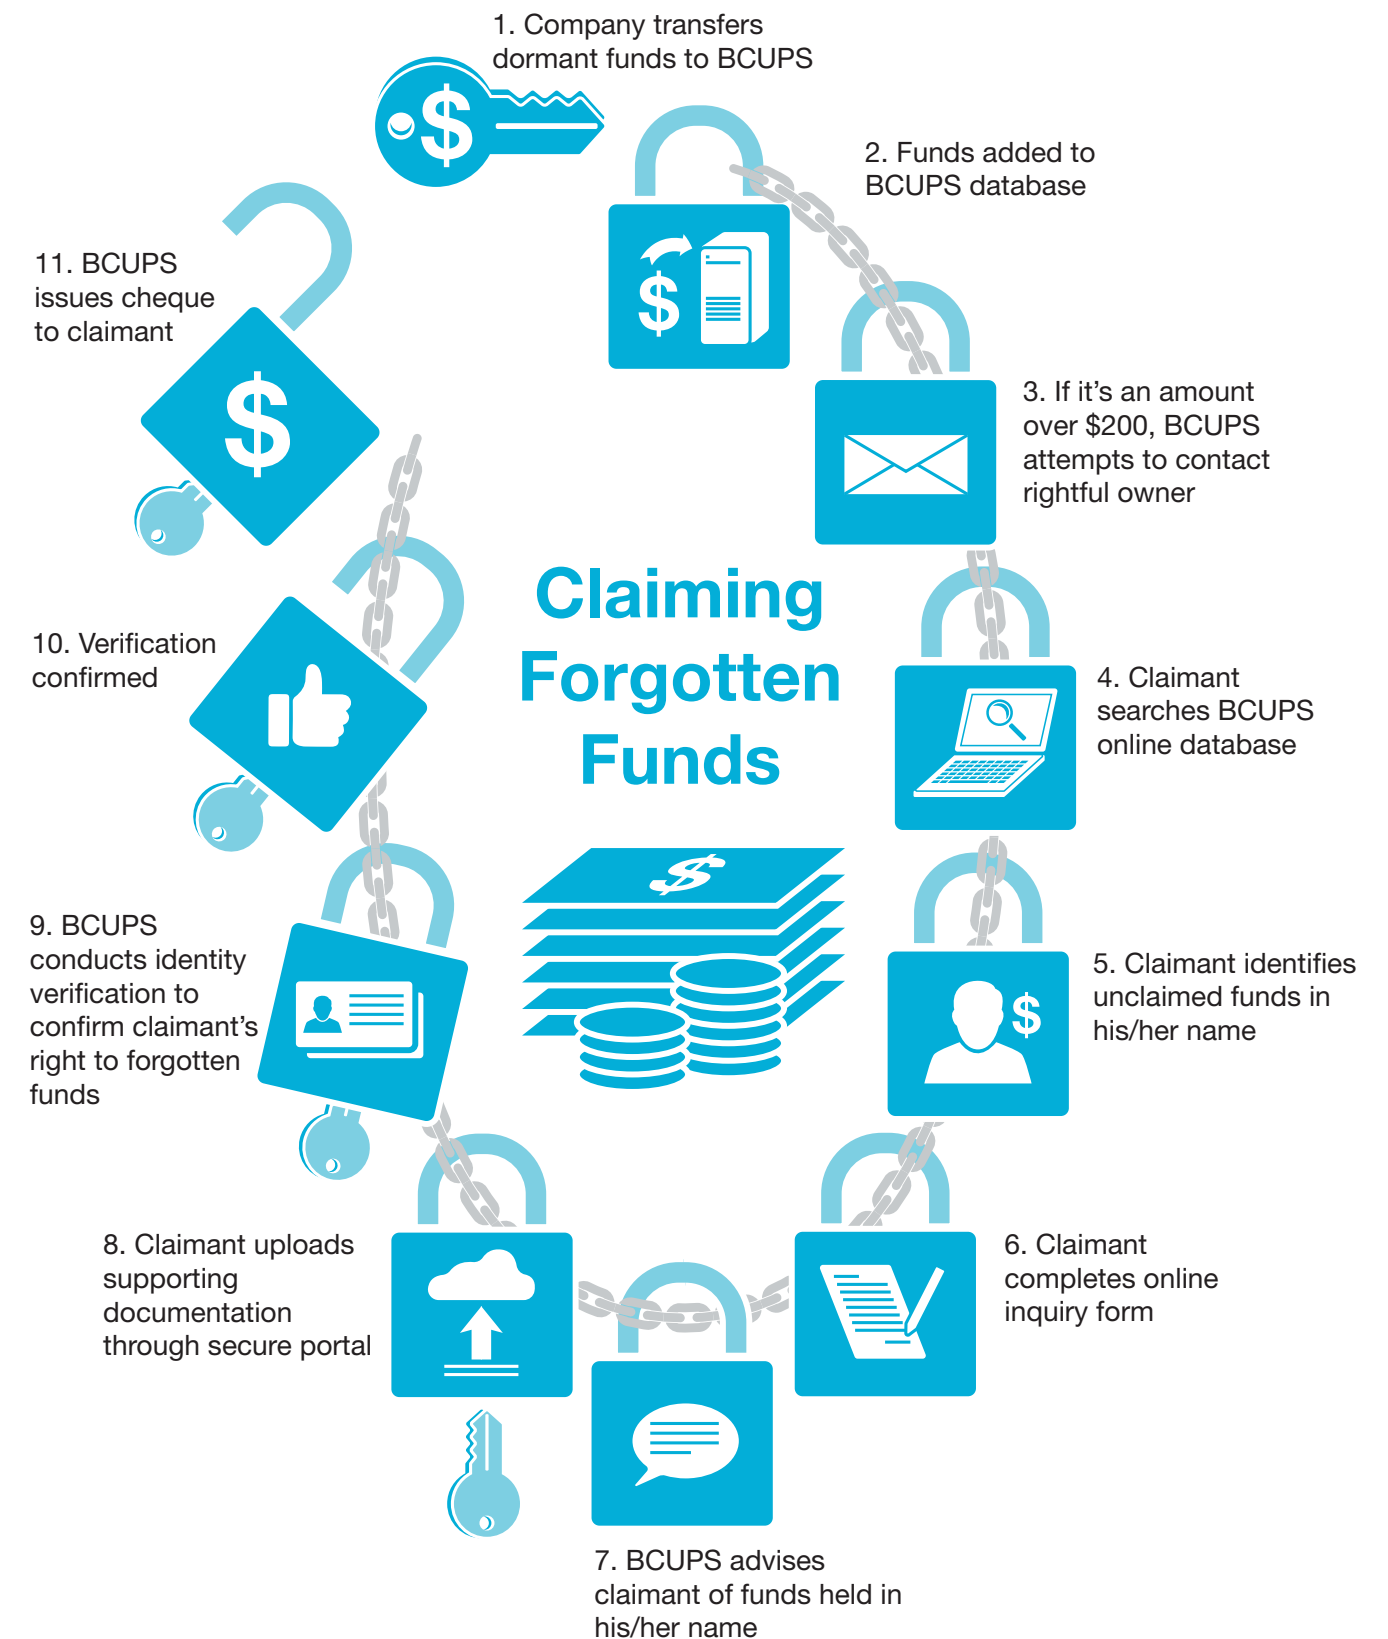 1. Company transfers
dormant funds to BCUPS
2. Funds added to
BCUPS database
3. If it’s an amount
over $200, BCUPS
attempts to contact
rightful owner
4. Claimant
searches BCUPS
online database
5. Claimant identifies
unclaimed funds in
his/her name
6. Claimant
completes online
inquiry form
7. BCUPS advises
claimant of funds held in
his/her name
8. Claimant uploads
supporting
documentation
through secure portal
9. BCUPS
conducts identity
verification to
confirm claimant’s
right to forgotten
funds
10. Verification
confirmed
11. BCUPS
issues cheque
to claimant
Claiming
Forgotten
Funds
$
$
$
$
$